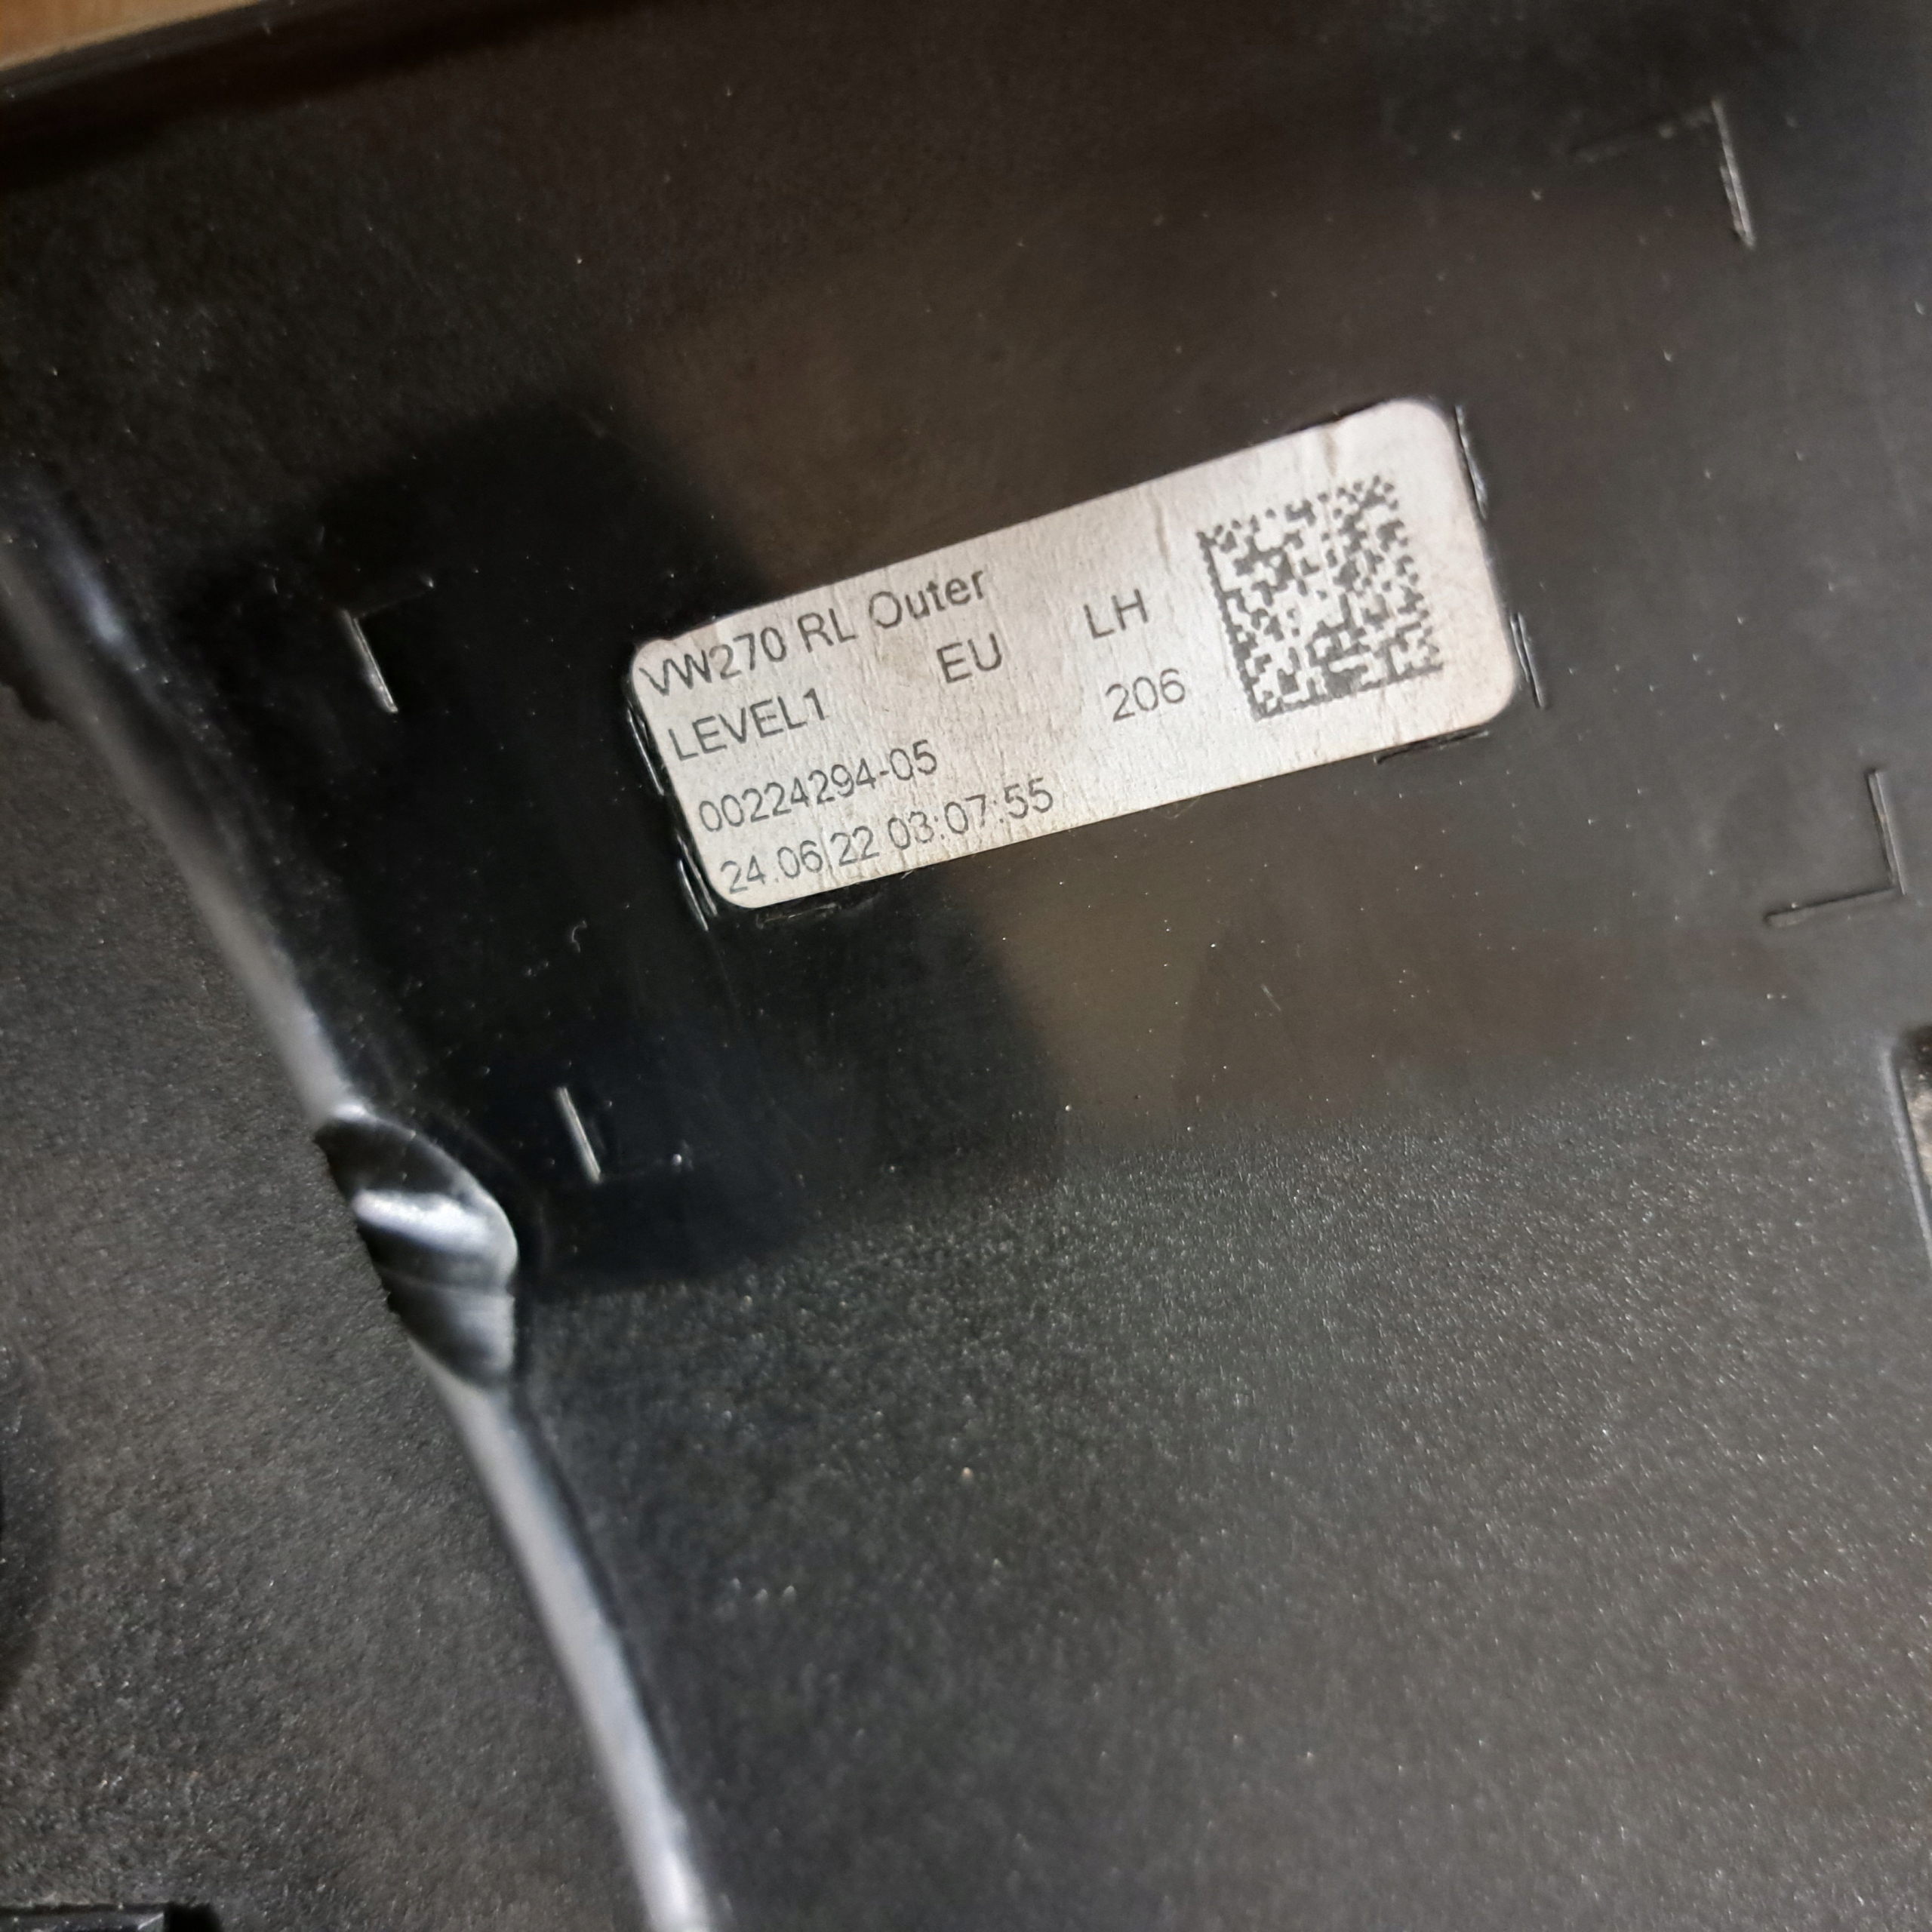 VW270 RL Outer
LEVEL1 EU LH
00224294-05 206
24.06.22 03:07:55